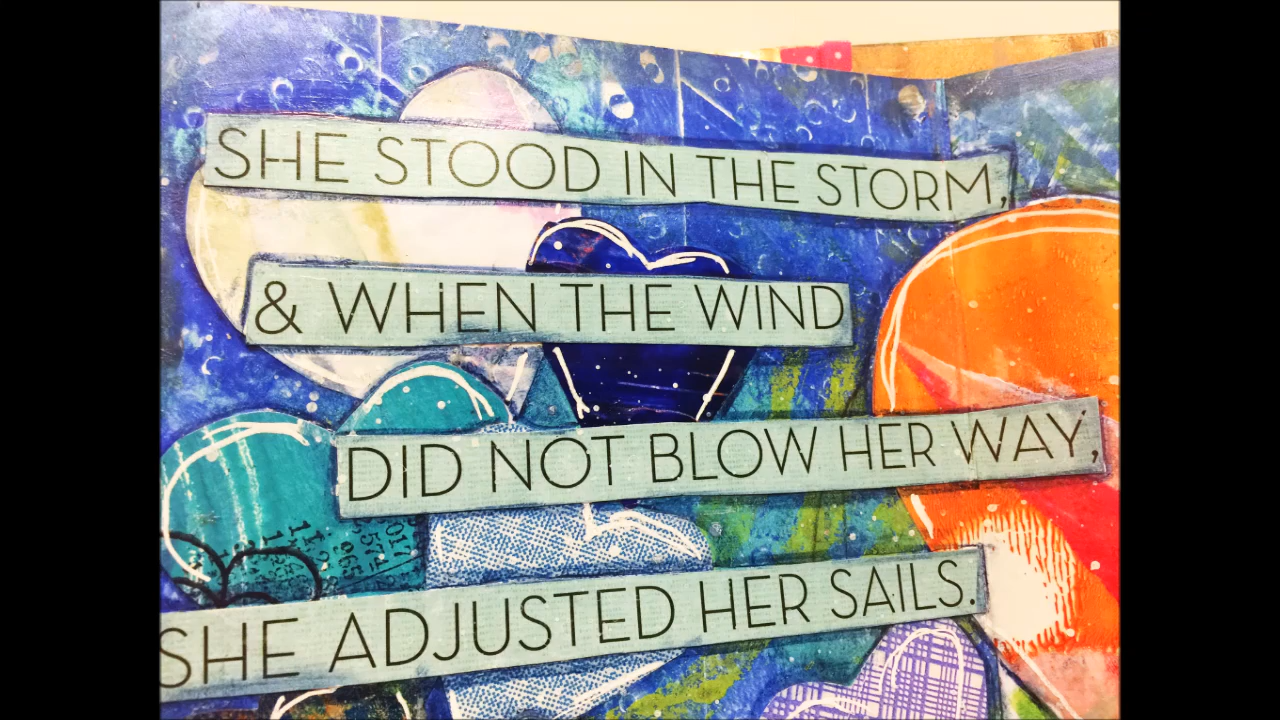 SHE STOOD IN THE STORM,
& WHEN THE WIND
DID NOT BLOW HER WAY,
SHE ADJUSTED HER SAILS.